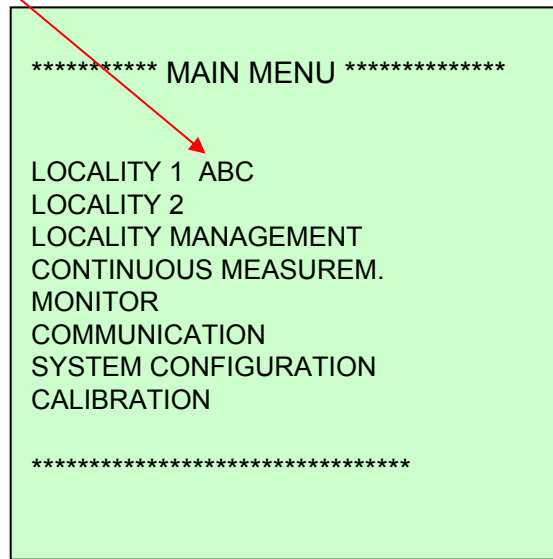 *********** MAIN MENU **************
LOCALITY 1 ABC
LOCALITY 2
LOCALITY MANAGEMENT
CONTINUOUS MEASUREM.
MONITOR
COMMUNICATION
SYSTEM CONFIGURATION
CALIBRATION
*********************************